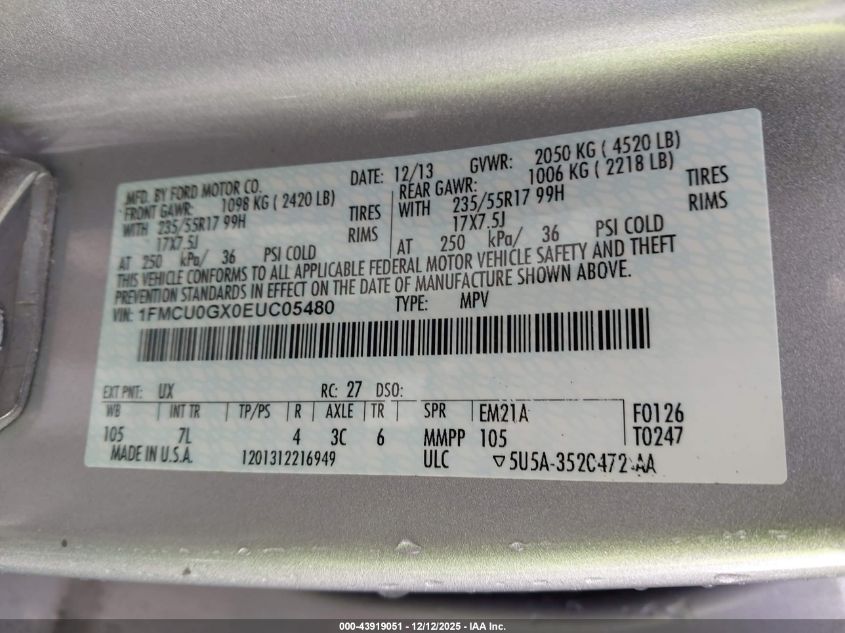 MFD. BY FORD MOTOR CO.
DATE: 12/13 GVWR: 2050 KG ( 4520 LB)
FRONT GAWR: 1098 KG ( 2420 LB)
REAR GAWR: 1006 KG ( 2218 LB)
WITH 235/55R17 99H TIRES
WITH 235/55R17 99H TIRES
17X7.5J RIMS
17X7.5J RIMS
AT 250 kPa/ 36 PSI COLD
AT 250 kPa/ 36 PSI COLD
THIS VEHICLE CONFORMS TO ALL APPLICABLE FEDERAL MOTOR VEHICLE SAFETY AND THEFT
PREVENTION STANDARDS IN EFFECT ON THE DATE OF MANUFACTURE SHOWN ABOVE.
VIN: 1FMCU0GX0EUC05480 TYPE: MPV
EXT PNT: UX RC: 27 DSO:
WB INT TR TP/PS R AXLE TR SPR EM21A F0126
105 7L 4 3C 6 MMPP 105 T0247
MADE IN U.S.A. 1201312216949 ULC ▽5U5A-352C472-AA
000-43919051 - 12/12/2025 - IAA Inc.